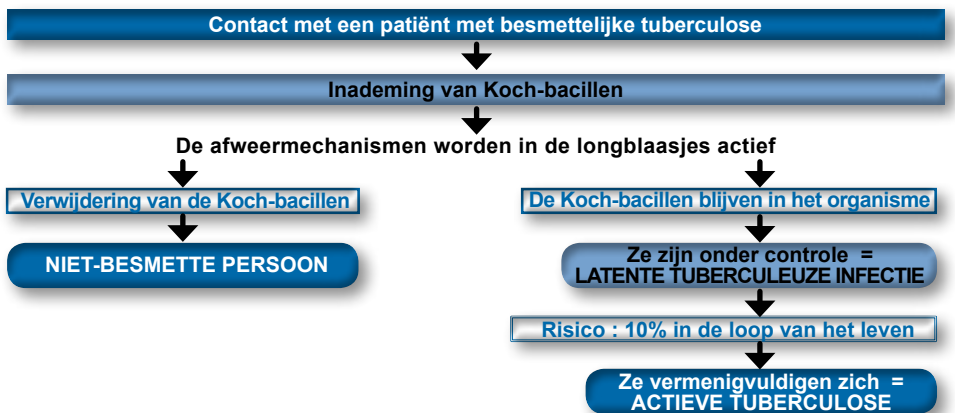 Contact met een patiënt met besmettelijke tuberculose
Inademing van Koch-bacillen
De afweermechanismen worden in de longblaasjes actief
Verwijdering van de Koch-bacillen
NIET-BESMETTE PERSOON
De Koch-bacillen blijven in het organisme
Ze zijn onder controle =
LATENTE TUBERCULEUZE INFECTIE
Risico : 10% in de loop van het leven
Ze vermenigvuldigen zich =
ACTIEVE TUBERCULOSE